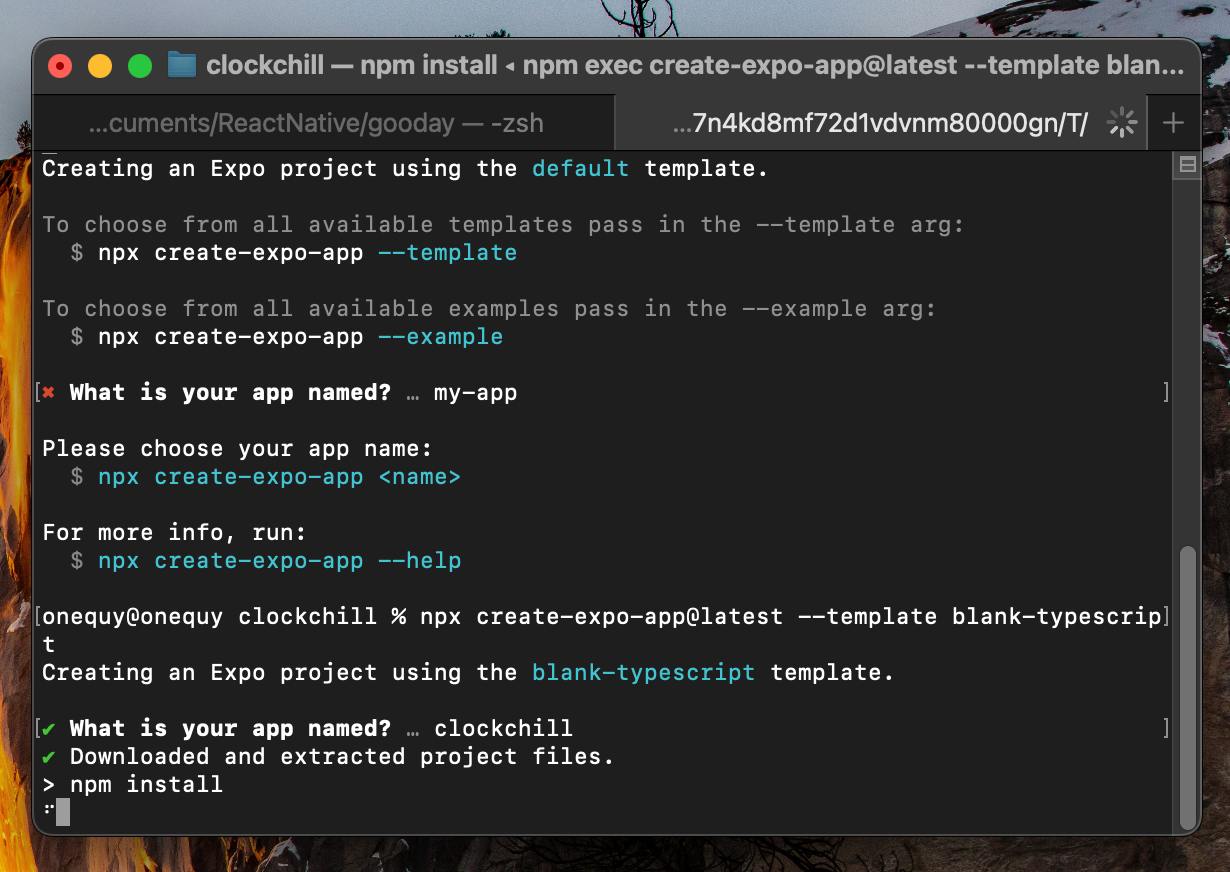 clockchill — npm install ◂ npm exec create-expo-app@latest --template blan...
...cuments/ReactNative/gooday — -zsh
...7n4kd8mf72d1vdvnm80000gn/T/
Creating an Expo project using the default template.
To choose from all available templates pass in the --template arg:
$ npx create-expo-app --template
To choose from all available examples pass in the --example arg:
$ npx create-expo-app --example
[✖ What is your app named? … my-app ]
Please choose your app name:
$ npx create-expo-app <name>
For more info, run:
$ npx create-expo-app --help
[onequy@onequy clockchill % npx create-expo-app@latest --template blank-typescrip]
t
Creating an Expo project using the blank-typescript template.
[✔ What is your app named? … clockchill ]
✔ Downloaded and extracted project files.
> npm install